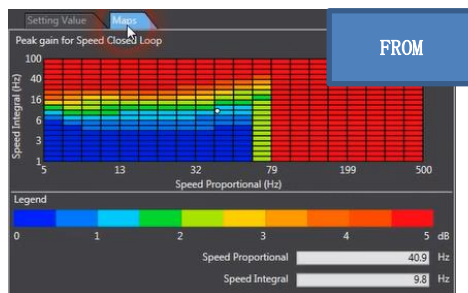 Setting Value Maps
FROM
Peak gain for Speed Closed Loop
Speed Integral (Hz)
100
40
16
6
3
1
5 13 32 79 199 500
Speed Proportional (Hz)
Legend
0 1 2 3 4 5 dB
Speed Proportional 40.9 Hz
Speed Integral 9.8 Hz